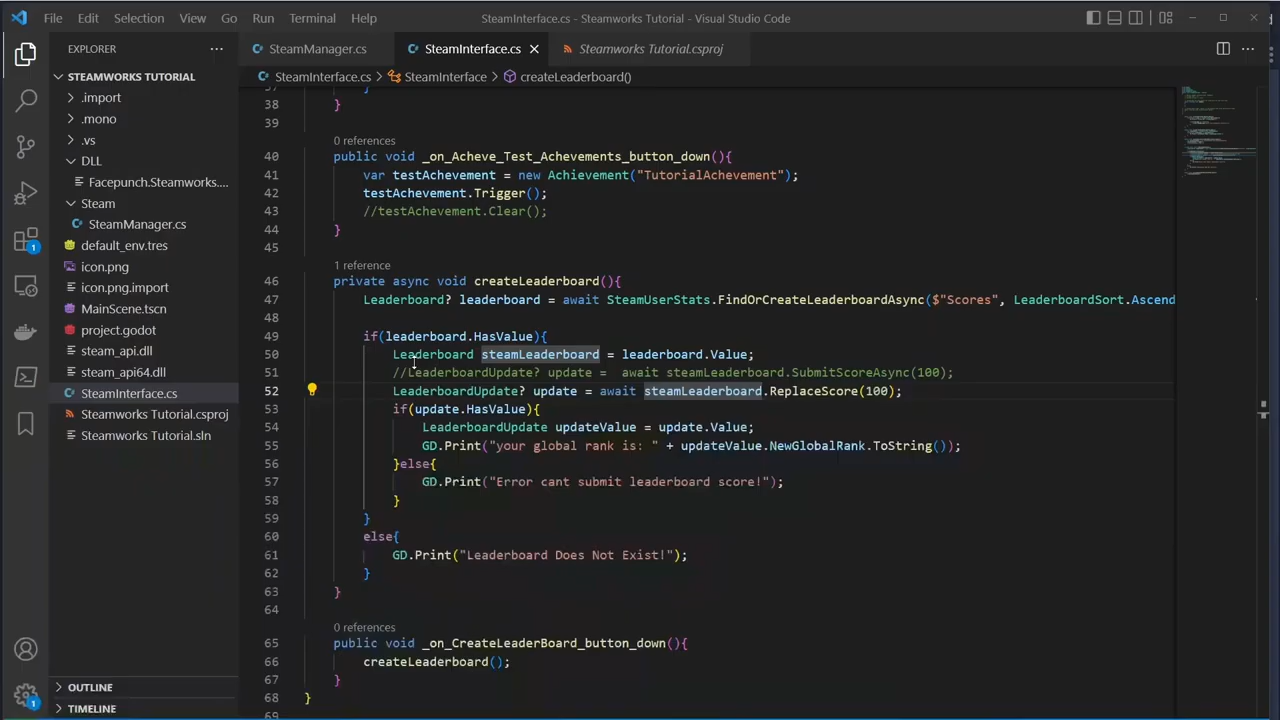 File Edit Selection View Go Run Terminal Help SteamInterface.cs - Steamworks Tutorial - Visual Studio Code
EXPLORER ···
SteamManager.cs SteamInterface.cs Steamworks Tutorial.csproj
STEAMWORKS TUTORIAL
.import
.mono
.vs
DLL
Facepunch.Steamworks....
Steam
SteamManager.cs
default_env.tres
icon.png
icon.png.import
MainScene.tscn
project.godot
steam_api.dll
steam_api64.dll
SteamInterface.cs
Steamworks Tutorial.csproj
Steamworks Tutorial.sln
OUTLINE
TIMELINE
1
1
SteamInterface.cs > SteamInterface > createLeaderboard()
37 }
38 }
39
0 references
40 public void _on_Acheve_Test_Achevements_button_down(){
41 var testAchevement = new Achievement("TutorialAchevement");
42 testAchevement.Trigger();
43 //testAchevement.Clear();
44 }
45
1 reference
46 private async void createLeaderboard(){
47 Leaderboard? leaderboard = await SteamUserStats.FindOrCreateLeaderboardAsync($"Scores", LeaderboardSort.Ascend
48
49 if(leaderboard.HasValue){
50 Leaderboard steamLeaderboard = leaderboard.Value;
51 //LeaderboardUpdate? update = await steamLeaderboard.SubmitScoreAsync(100);
52 LeaderboardUpdate? update = await steamLeaderboard.ReplaceScore(100);
53 if(update.HasValue){
54 LeaderboardUpdate updateValue = update.Value;
55 GD.Print("your global rank is: " + updateValue.NewGlobalRank.ToString());
56 }else{
57 GD.Print("Error cant submit leaderboard score!");
58 }
59 }
60 else{
61 GD.Print("Leaderboard Does Not Exist!");
62 }
63 }
64
0 references
65 public void _on_CreateLeaderBoard_button_down(){
66 createLeaderboard();
67 }
68 }
69